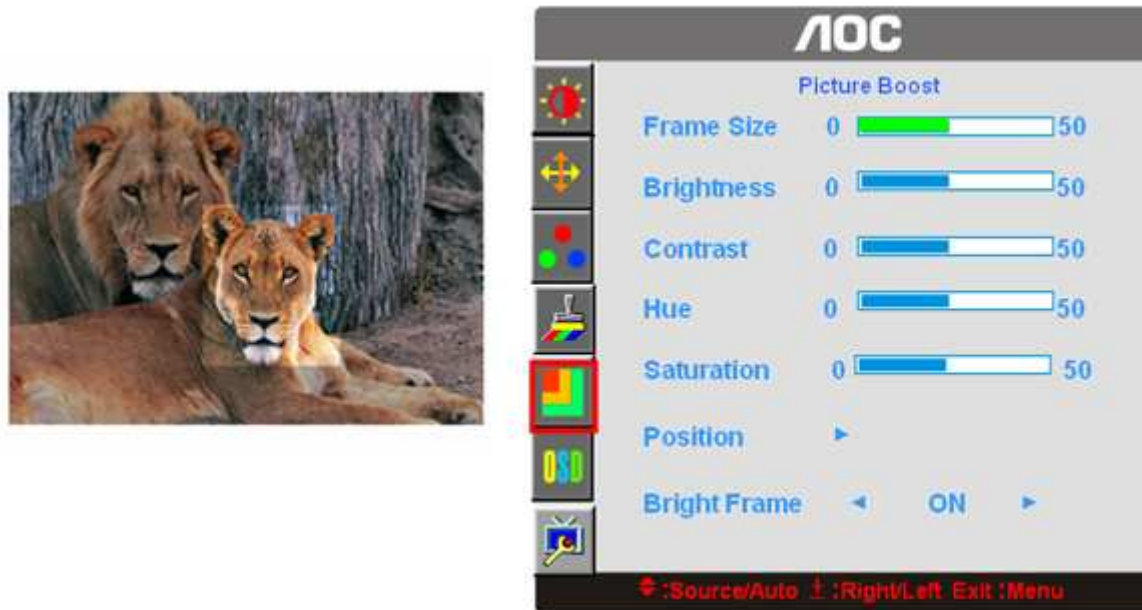 AOC
Picture Boost
Frame Size 0 50
Brightness 0 50
Contrast 0 50
Hue 0 50
Saturation 0 50
Position
OSD
Bright Frame ON
:Source/Auto :Right/Left Exit :Menu